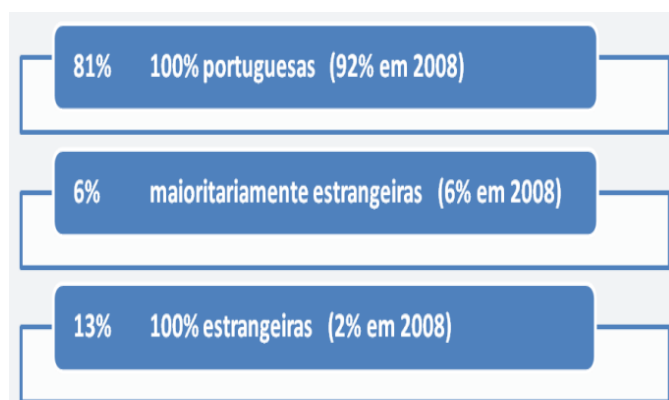 81% 100% portuguesas (92% em 2008)
6% maioritariamente estrangeiras (6% em 2008)
13% 100% estrangeiras (2% em 2008)